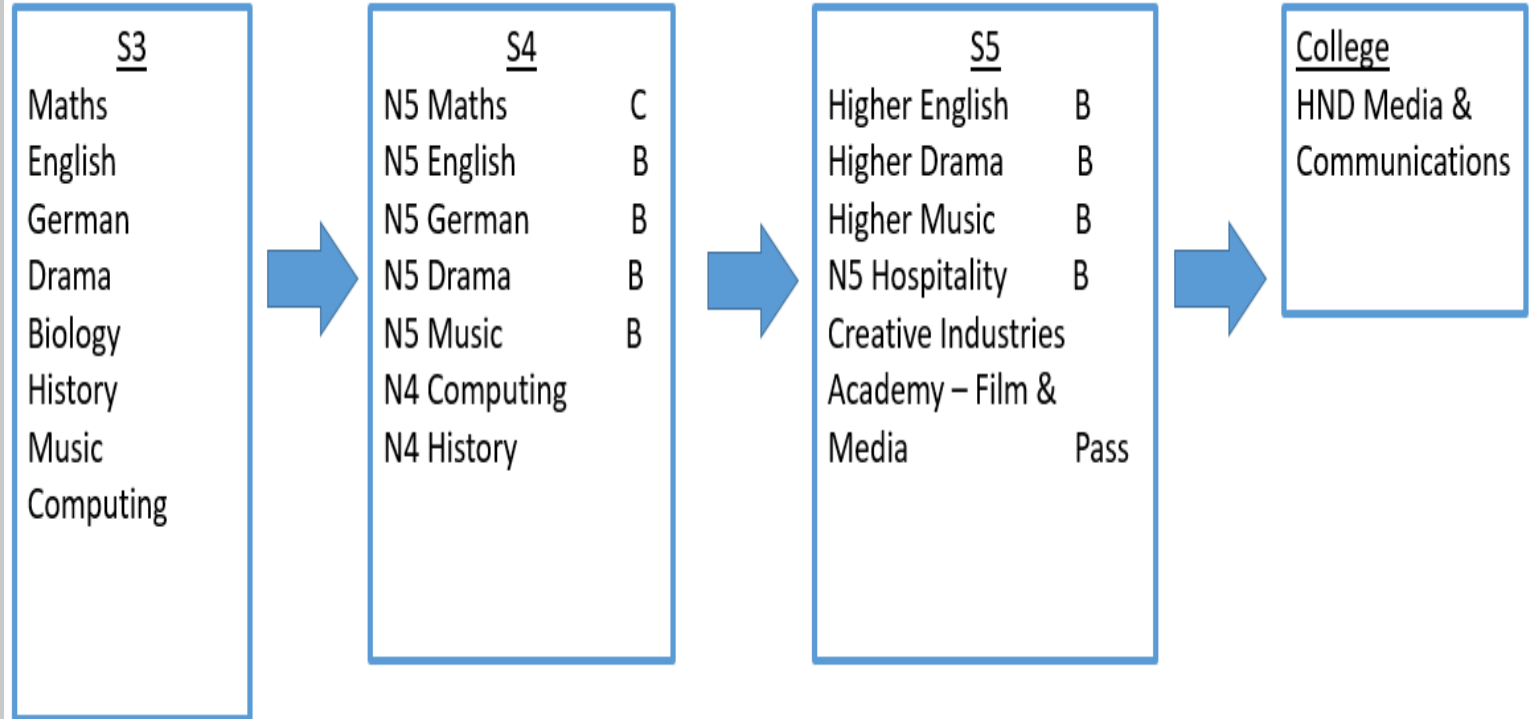 S3
Maths
English
German
Drama
Biology
History
Music
Computing
S4
N5 Maths C
N5 English B
N5 German B
N5 Drama B
N5 Music B
N4 Computing
N4 History
S5
Higher English B
Higher Drama B
Higher Music B
N5 Hospitality B
Creative Industries
Academy – Film &
Media Pass
College
HND Media &
Communications